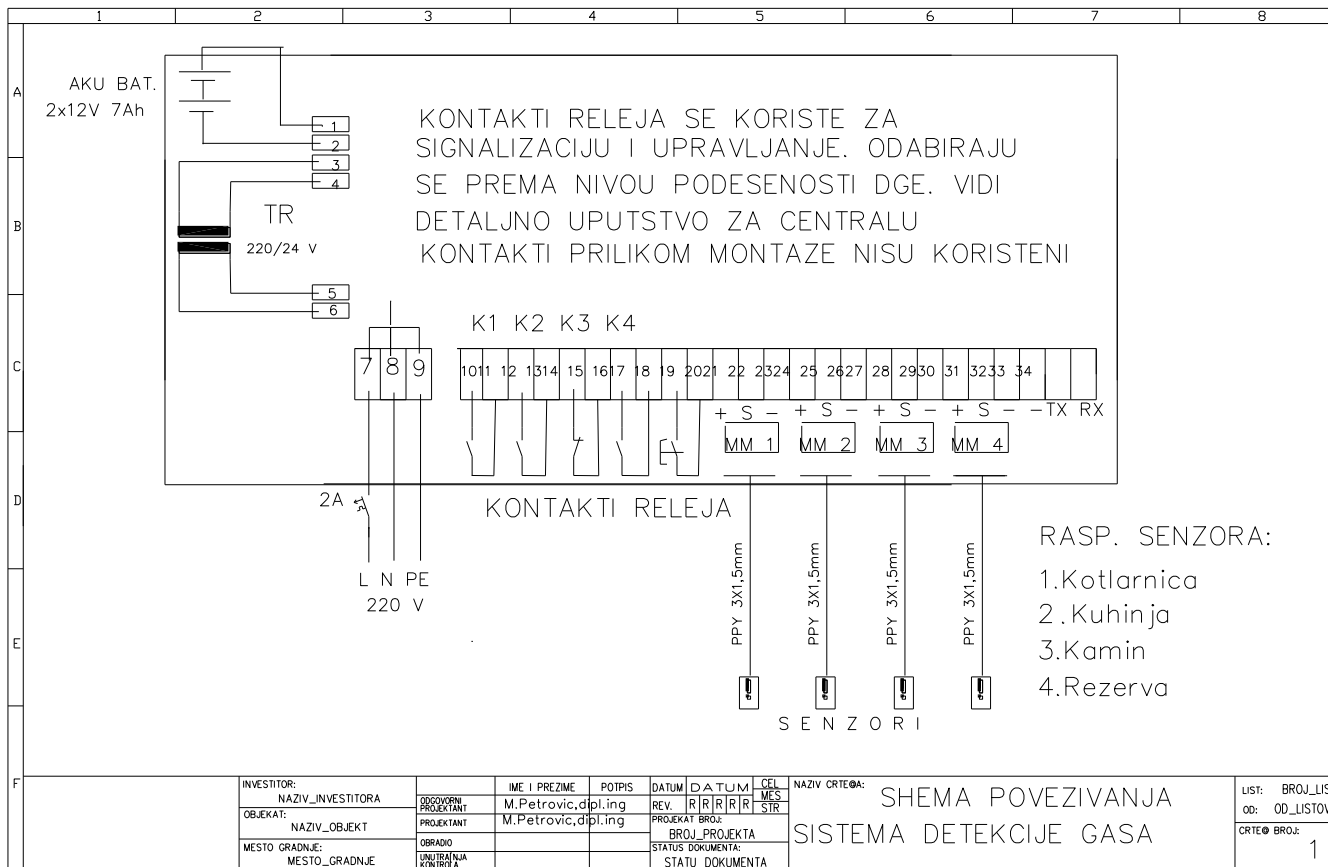 1 2 3 4 5 6 7 8
A
B
C
D
E
F
AKU BAT.
2x12V 7Ah
1
2
3
4
TR
220/24 V
5
6
KONTAKTI RELEJA SE KORISTE ZA
SIGNALIZACIJU I UPRAVLJANJE. ODABIRAJU
SE PREMA NIVOU PODESENOSTI DGE. VIDI
DETALJNO UPUTSTVO ZA CENTRALU
KONTAKTI PRILIKOM MONTAZE NISU KORISTENI
K1 K2 K3 K4
7 8 9
10 11 12 13 14 15 16 17 18 19 20 21 22 23 24 25 26 27 28 29 30 31 32 33 34
+ S - + S - + S - + S - - TX RX
MM 1 MM 2 MM 3 MM 4
2A
KONTAKTI RELEJA
L N PE
220 V
PPY 3X1,5mm
PPY 3X1,5mm
PPY 3X1,5mm
PPY 3X1,5mm
SENZORI
RASP. SENZORA:
1.Kotlarnica
2.Kuhinja
3.Kamin
4.Rezerva
INVESTITOR:
NAZIV_INVESTITORA
OBJEKAT:
NAZIV_OBJEKT
MESTO GRADNJE:
MESTO_GRADNJE
IME I PREZIME POTPIS
ODGOVORNI
PROJEKTANT
M.Petrovic,dipl.ing
PROJEKTANT
M.Petrovic,dipl.ing
OBRADIO
UNUTRA[NJA
KONTROLA
DATUM DATUM
CEL
MES
STR
REV. R R R R R
PROJEKAT BROJ:
BROJ_PROJEKTA
STATUS DOKUMENTA:
STATU DOKUMENTA
NAZIV CRTE@A:
SHEMA POVEZIVANJA
SISTEMA DETEKCIJE GASA
LIST: BROJ_LIS
OD: OD_LISTOV
CRTE@ BROJ:
1